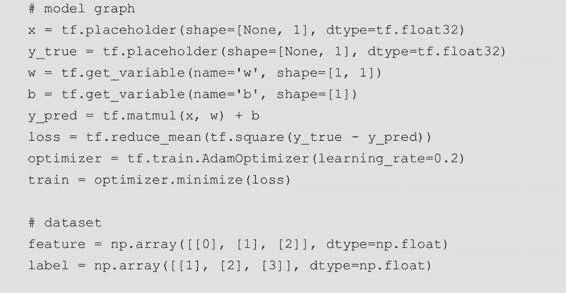 # model graph
x = tf.placeholder(shape=[None, 1], dtype=tf.float32)
y_true = tf.placeholder(shape=[None, 1], dtype=tf.float32)
w = tf.get_variable(name='w', shape=[1, 1])
b = tf.get_variable(name='b', shape=[1])
y_pred = tf.matmul(x, w) + b
loss = tf.reduce_mean(tf.square(y_true - y_pred))
optimizer = tf.train.AdamOptimizer(learning_rate=0.2)
train = optimizer.minimize(loss)
# dataset
feature = np.array([[0], [1], [2]], dtype=np.float)
label = np.array([[1], [2], [3]], dtype=np.float)